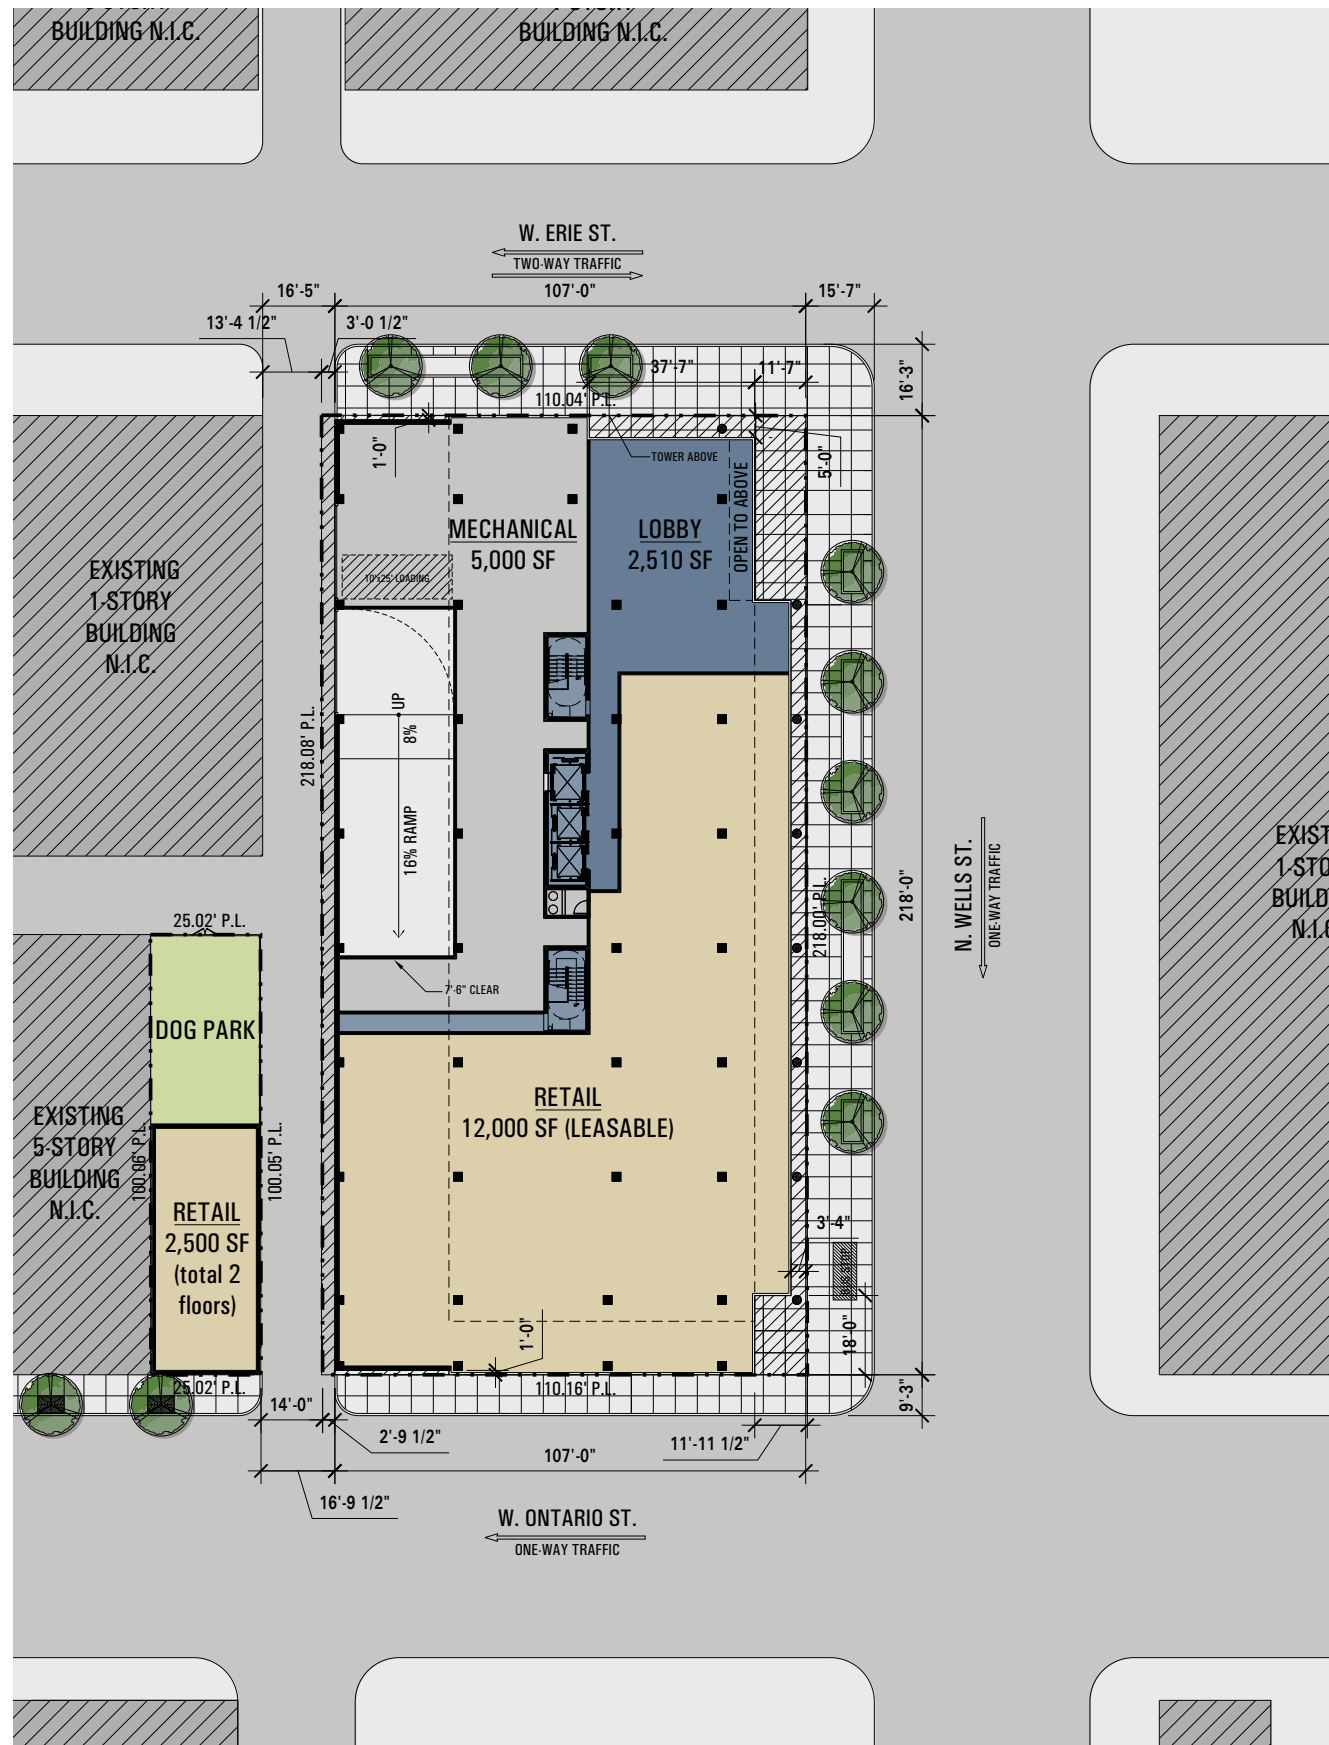 BUILDING N.I.C.
BUILDING N.I.C.
W. ERIE ST.
TWO-WAY TRAFFIC
16'-5"
107'-0"
15'-7"
13'-4 1/2"
3'-0 1/2"
37'-7"
11'-7"
16'-3"
110.04' P.L.
1'-0"
TOWER ABOVE
5'-0"
OPEN TO ABOVE
MECHANICAL
5,000 SF
LOBBY
2,510 SF
10'x25' LOADING
EXISTING
1-STORY
BUILDING
N.I.C.
UP
8%
16% RAMP
218.08' P.L.
7'-6" CLEAR
218.00' P.L.
218'-0"
N. WELLS ST.
ONE-WAY TRAFFIC
EXIST
1-STO
BUILD
N.I.C
25.02' P.L.
DOG PARK
EXISTING
5-STORY
BUILDING
N.I.C.
100.06' P.L.
100.05' P.L.
RETAIL
2,500 SF
(total 2
floors)
RETAIL
12,000 SF (LEASABLE)
3'-4"
BUS STOP
18'-0"
1'-0"
25.02' P.L.
110.16' P.L.
9'-3"
14'-0"
2'-9 1/2"
11'-11 1/2"
107'-0"
16'-9 1/2"
W. ONTARIO ST.
ONE-WAY TRAFFIC